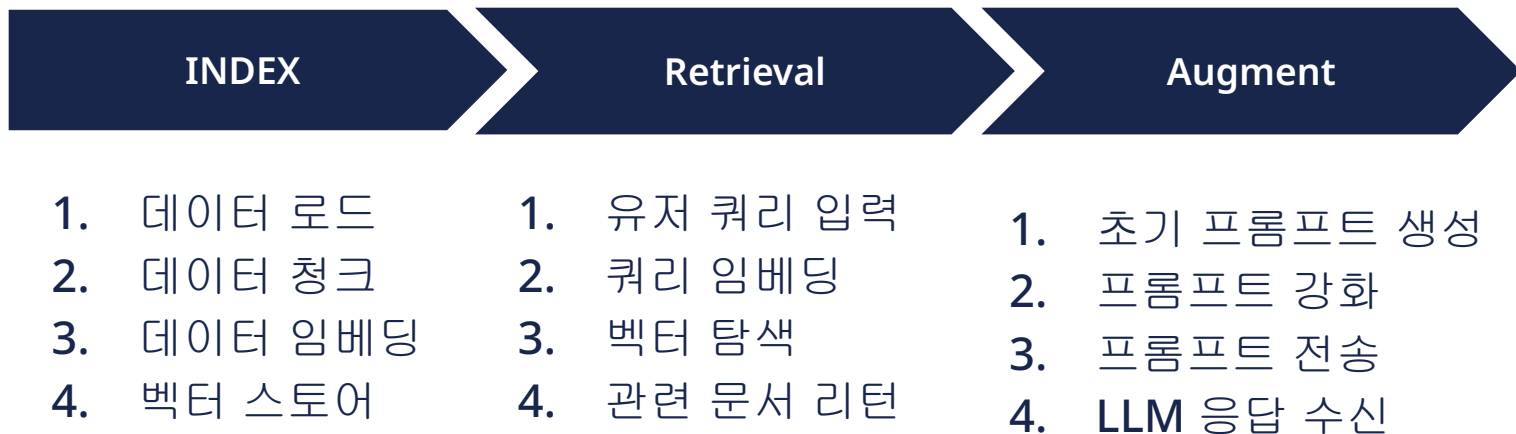 INDEX
Retrieval
Augment
1. 데이터 로드
2. 데이터 청크
3. 데이터 임베딩
4. 벡터 스토어
1. 유저 쿼리 입력
2. 쿼리 임베딩
3. 벡터 탐색
4. 관련 문서 리턴
1. 초기 프롬프트 생성
2. 프롬프트 강화
3. 프롬프트 전송
4. LLM 응답 수신